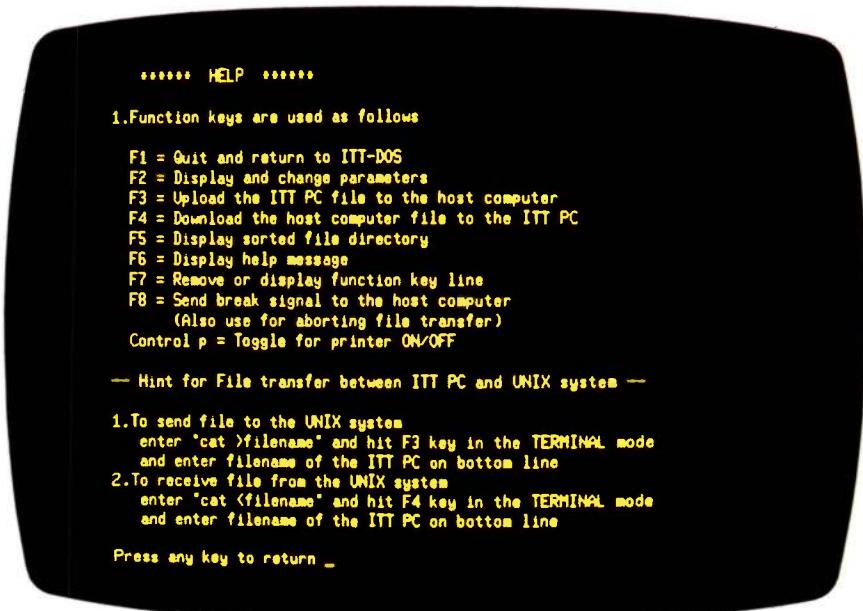 ****** HELP ******
1.Function keys are used as follows
F1 = Quit and return to ITT-DOS
F2 = Display and change parameters
F3 = Upload the ITT PC file to the host computer
F4 = Download the host computer file to the ITT PC
F5 = Display sorted file directory
F6 = Display help message
F7 = Remove or display function key line
F8 = Send break signal to the host computer
(Also use for aborting file transfer)
Control p = Toggle for printer ON/OFF
-- Hint for File transfer between ITT PC and UNIX system --
1.To send file to the UNIX system
enter "cat >filename" and hit F3 key in the TERMINAL mode
and enter filename of the ITT PC on bottom line
2.To receive file from the UNIX system
enter "cat <filename" and hit F4 key in the TERMINAL mode
and enter filename of the ITT PC on bottom line
Press any key to return _